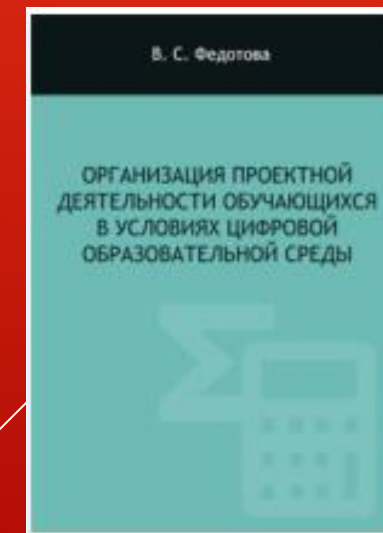 В. С. Федотова
ОРГАНИЗАЦИЯ ПРОЕКТНОЙ
ДЕЯТЕЛЬНОСТИ ОБУЧАЮЩИХСЯ
В УСЛОВИЯХ ЦИФРОВОЙ
ОБРАЗОВАТЕЛЬНОЙ СРЕДЫ